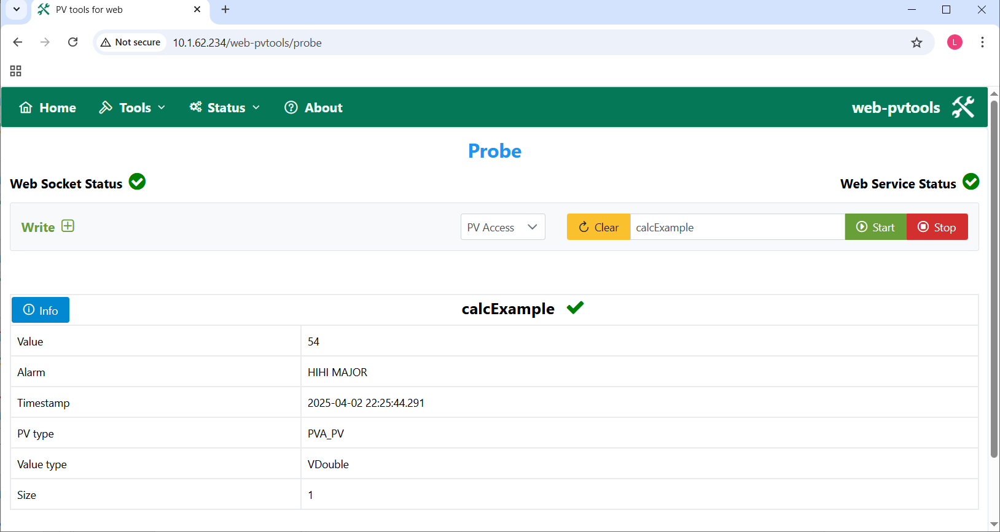 PV tools for web
Not secure 10.1.62.234/web-pvtools/probe
L
Home Tools Status About web-pvtools
Probe
Web Socket Status Web Service Status
Write PV Access Clear calcExample Start Stop
Info calcExample
Value 54
Alarm HIHI MAJOR
Timestamp 2025-04-02 22:25:44.291
PV type PVA_PV
Value type VDouble
Size 1